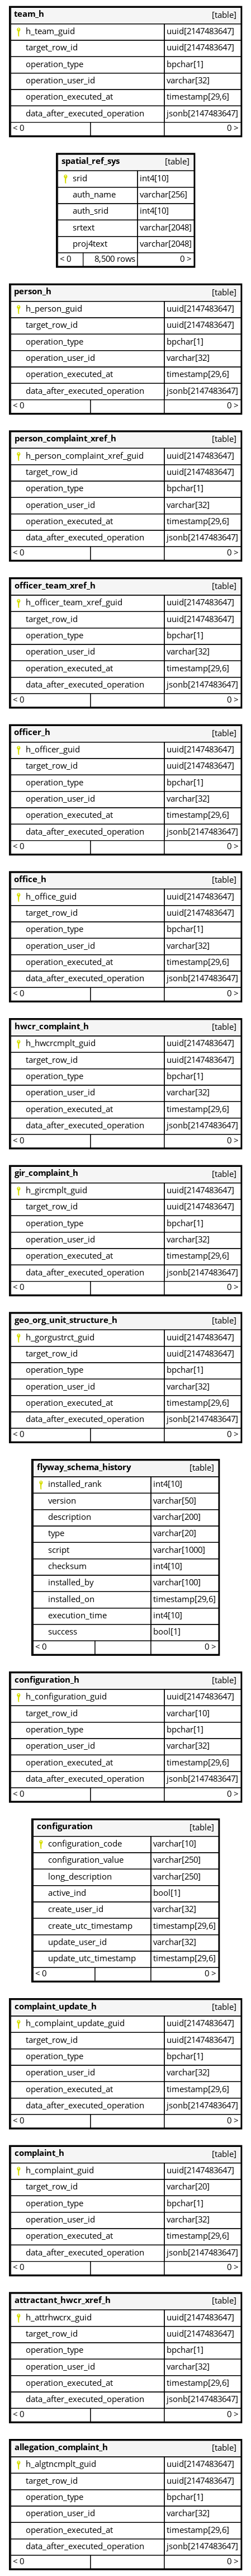 team_h [table]
h_team_guid uuid[2147483647]
target_row_id uuid[2147483647]
operation_type bpchar[1]
operation_user_id varchar[32]
operation_executed_at timestamp[29,6]
data_after_executed_operation jsonb[2147483647]
< 0 0 >
spatial_ref_sys [table]
srid int4[10]
auth_name varchar[256]
auth_srid int4[10]
srtext varchar[2048]
proj4text varchar[2048]
< 0 8,500 rows 0 >
person_h [table]
h_person_guid uuid[2147483647]
target_row_id uuid[2147483647]
operation_type bpchar[1]
operation_user_id varchar[32]
operation_executed_at timestamp[29,6]
data_after_executed_operation jsonb[2147483647]
< 0 0 >
person_complaint_xref_h [table]
h_person_complaint_xref_guid uuid[2147483647]
target_row_id uuid[2147483647]
operation_type bpchar[1]
operation_user_id varchar[32]
operation_executed_at timestamp[29,6]
data_after_executed_operation jsonb[2147483647]
< 0 0 >
officer_team_xref_h [table]
h_officer_team_xref_guid uuid[2147483647]
target_row_id uuid[2147483647]
operation_type bpchar[1]
operation_user_id varchar[32]
operation_executed_at timestamp[29,6]
data_after_executed_operation jsonb[2147483647]
< 0 0 >
officer_h [table]
h_officer_guid uuid[2147483647]
target_row_id uuid[2147483647]
operation_type bpchar[1]
operation_user_id varchar[32]
operation_executed_at timestamp[29,6]
data_after_executed_operation jsonb[2147483647]
< 0 0 >
office_h [table]
h_office_guid uuid[2147483647]
target_row_id uuid[2147483647]
operation_type bpchar[1]
operation_user_id varchar[32]
operation_executed_at timestamp[29,6]
data_after_executed_operation jsonb[2147483647]
< 0 0 >
hwcr_complaint_h [table]
h_hwcrcmplt_guid uuid[2147483647]
target_row_id uuid[2147483647]
operation_type bpchar[1]
operation_user_id varchar[32]
operation_executed_at timestamp[29,6]
data_after_executed_operation jsonb[2147483647]
< 0 0 >
gir_complaint_h [table]
h_gircmplt_guid uuid[2147483647]
target_row_id uuid[2147483647]
operation_type bpchar[1]
operation_user_id varchar[32]
operation_executed_at timestamp[29,6]
data_after_executed_operation jsonb[2147483647]
< 0 0 >
geo_org_unit_structure_h [table]
h_gorgustrct_guid uuid[2147483647]
target_row_id uuid[2147483647]
operation_type bpchar[1]
operation_user_id varchar[32]
operation_executed_at timestamp[29,6]
data_after_executed_operation jsonb[2147483647]
< 0 0 >
flyway_schema_history [table]
installed_rank int4[10]
version varchar[50]
description varchar[200]
type varchar[20]
script varchar[1000]
checksum int4[10]
installed_by varchar[100]
installed_on timestamp[29,6]
execution_time int4[10]
success bool[1]
< 0 0 >
configuration_h [table]
h_configuration_guid uuid[2147483647]
target_row_id varchar[10]
operation_type bpchar[1]
operation_user_id varchar[32]
operation_executed_at timestamp[29,6]
data_after_executed_operation jsonb[2147483647]
< 0 0 >
configuration [table]
configuration_code varchar[10]
configuration_value varchar[250]
long_description varchar[250]
active_ind bool[1]
create_user_id varchar[32]
create_utc_timestamp timestamp[29,6]
update_user_id varchar[32]
update_utc_timestamp timestamp[29,6]
< 0 0 >
complaint_update_h [table]
h_complaint_update_guid uuid[2147483647]
target_row_id uuid[2147483647]
operation_type bpchar[1]
operation_user_id varchar[32]
operation_executed_at timestamp[29,6]
data_after_executed_operation jsonb[2147483647]
< 0 0 >
complaint_h [table]
h_complaint_guid uuid[2147483647]
target_row_id varchar[20]
operation_type bpchar[1]
operation_user_id varchar[32]
operation_executed_at timestamp[29,6]
data_after_executed_operation jsonb[2147483647]
< 0 0 >
attractant_hwcr_xref_h [table]
h_attrhwcrx_guid uuid[2147483647]
target_row_id uuid[2147483647]
operation_type bpchar[1]
operation_user_id varchar[32]
operation_executed_at timestamp[29,6]
data_after_executed_operation jsonb[2147483647]
< 0 0 >
allegation_complaint_h [table]
h_algtncmplt_guid uuid[2147483647]
target_row_id uuid[2147483647]
operation_type bpchar[1]
operation_user_id varchar[32]
operation_executed_at timestamp[29,6]
data_after_executed_operation jsonb[2147483647]
< 0 0 >